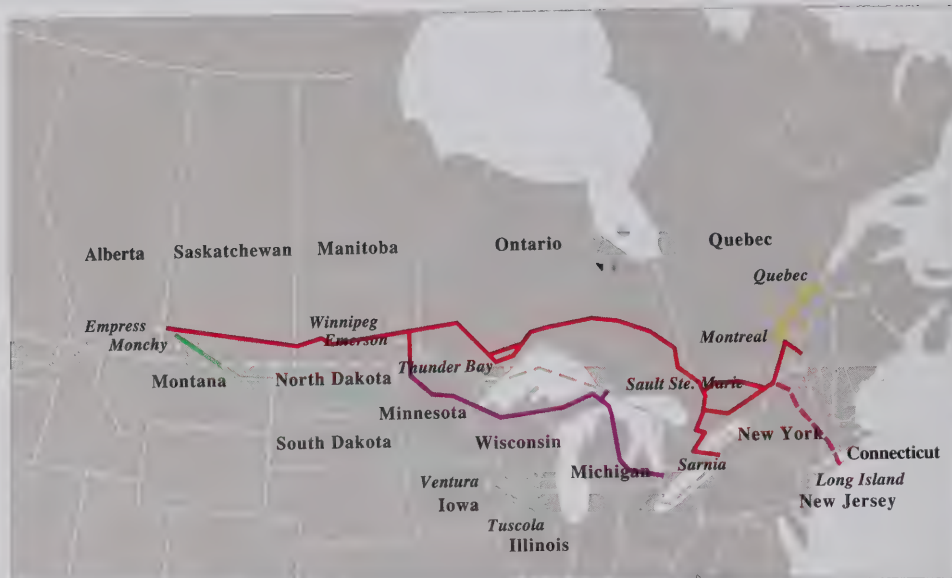 Alberta
Saskatchewan
Manitoba
Ontario
Quebec
Quebec
Empress
Monchy
Winnipeg
Emerson
Montreal
Thunder Bay
Sault Ste. Marie
Montana
North Dakota
Minnesota
South Dakota
Wisconsin
New York
Connecticut
Michigan
Sarnia
Long Island
New Jersey
Ventura
Iowa
Tuscola
Illinois